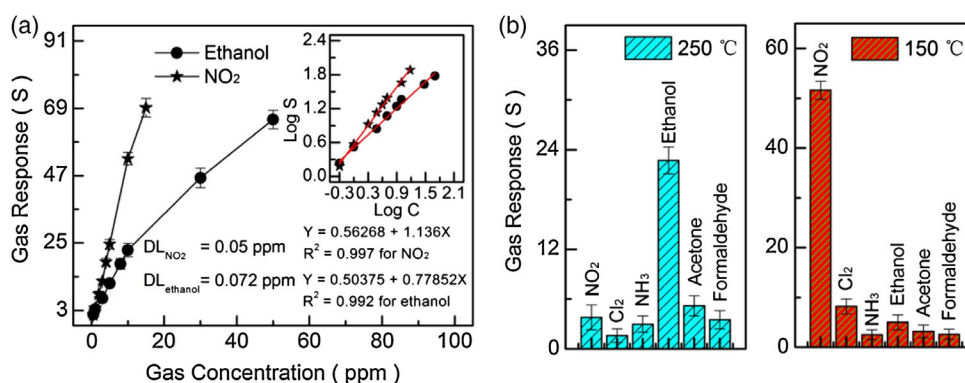 (a)
91
69
47
25
3
Gas Response ( S )
Ethanol
NO₂
0 20 40 60 80 100
Gas Concentration ( ppm )
DL_NO₂ = 0.05 ppm
DL_ethanol = 0.072 ppm
2.4
1.8
1.2
0.6
0.0
Log S
-0.3 0.3 0.9 1.5 2.1
Log C
Y = 0.56268 + 1.136X
R² = 0.997 for NO₂
Y = 0.50375 + 0.77852X
R² = 0.992 for ethanol
(b)
36
24
12
0
Gas Response ( S )
250 ℃
NO₂
Cl₂
NH₃
Ethanol
Acetone
Formaldehyde
60
40
20
0
150 ℃
NO₂
Cl₂
NH₃
Ethanol
Acetone
Formaldehyde